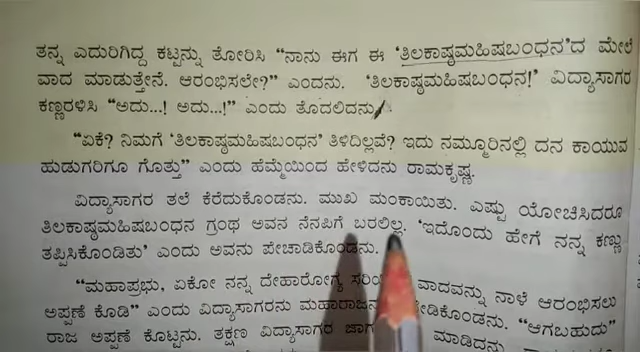 ತನ್ನ ಎದುರಿಗಿದ್ದ ಕಟ್ಟನ್ನು ತೋರಿಸಿ “ನಾನು ಈಗ ಈ ‘ತಿಲಕಾಷ್ಠಮಹಿಷಬಂಧನ’ದ ಮೇಲೆ
ವಾದ ಮಾಡುತ್ತೇನೆ. ಆರಂಭಿಸಲೇ?” ಎಂದನು. ‘ತಿಲಕಾಷ್ಠಮಹಿಷಬಂಧನ!’ ವಿದ್ಯಾಸಾಗರ
ಕಣ್ಣರಳಿಸಿ “ಅದು...! ಅದು...!” ಎಂದು ತೊದಲಿದನು
“ಏಕೆ? ನಿಮಗೆ ‘ತಿಲಕಾಷ್ಠಮಹಿಷಬಂಧನ’ ತಿಳಿದಿಲ್ಲವೆ? ಇದು ನಮ್ಮೂರಿನಲ್ಲಿ ದನ ಕಾಯುವ
ಹುಡುಗರಿಗೂ ಗೊತ್ತು” ಎಂದು ಹೆಮ್ಮೆಯಿಂದ ಹೇಳಿದನು ರಾಮಕೃಷ್ಣ.
ವಿದ್ಯಾಸಾಗರ ತಲೆ ಕೆರೆದುಕೊಂಡನು. ಮುಖ ಮಂಕಾಯಿತು. ಎಷ್ಟು ಯೋಚಿಸಿದರೂ
ತಿಲಕಾಷ್ಠಮಹಿಷಬಂಧನ ಗ್ರಂಥ ಅವನ ನೆನಪಿಗೆ ಬರಲಿಲ್ಲ. ‘ಇದೊಂದು ಹೇಗೆ ನನ್ನ ಕಣ್ಣು
ತಪ್ಪಿಸಿಕೊಂಡಿತು’ ಎಂದು ಅವನು ಪೇಚಾಡಿಕೊಂಡನು.
“ಮಹಾಪ್ರಭು, ಏಕೋ ನನ್ನ ದೇಹಾರೋಗ್ಯ ವಾದವನ್ನು ನಾಳೆ ಆರಂಭಿಸಲು
ಅಪ್ಪಣೆ ಕೊಡಿ” ಎಂದು ವಿದ್ಯಾಸಾಗರನು “ಆಗಬಹುದು”
ರಾಜ ಅಪ್ಪಣೆ ಕೊಟ್ಟನು. ತಕ್ಷಣ ವಿದ್ಯಾಸಾಗರ ಮಾಡಿದನು